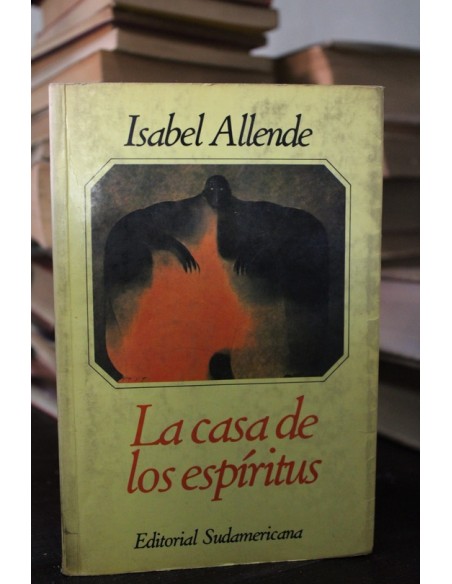 Isabel Allende
La casa de
los espíritus
Editorial Sudamericana